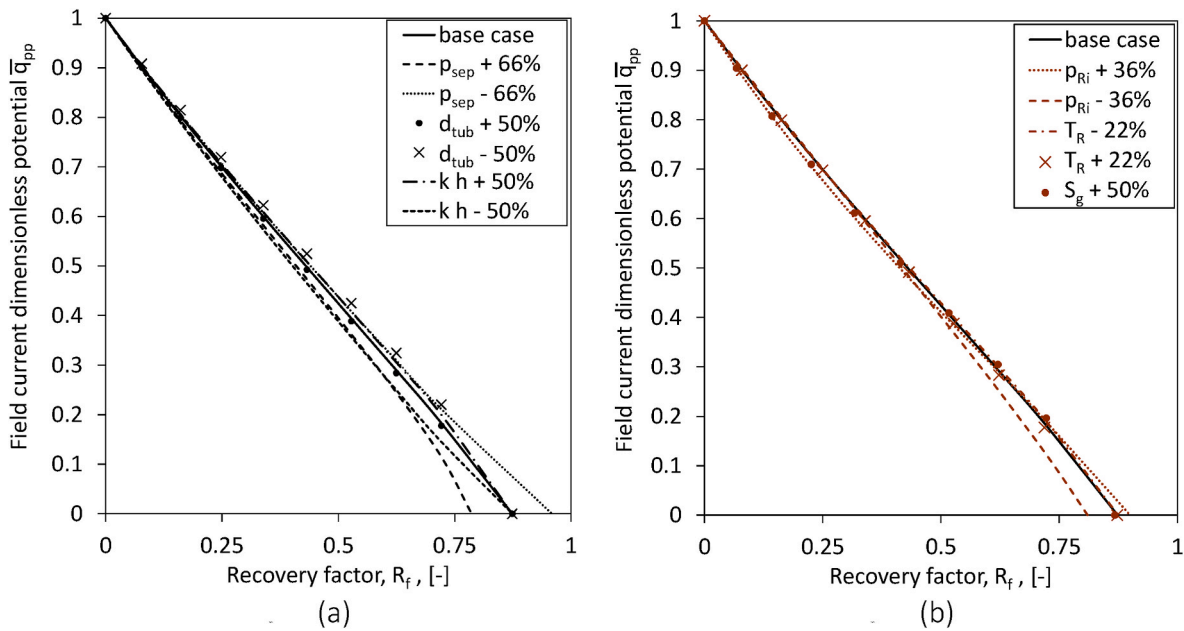 Field current dimensionless potential q̅pp
1
0.9
0.8
0.7
0.6
0.5
0.4
0.3
0.2
0.1
0
0 0.25 0.5 0.75 1
Recovery factor, Rf , [-]
base case
psep + 66%
psep - 66%
dtub + 50%
dtub - 50%
k h + 50%
k h - 50%
(a)
Field current dimensionless potential q̅pp
1
0.9
0.8
0.7
0.6
0.5
0.4
0.3
0.2
0.1
0
0 0.25 0.5 0.75 1
Recovery factor, Rf , [-]
base case
pRi + 36%
pRi - 36%
TR - 22%
TR + 22%
Sg + 50%
(b)